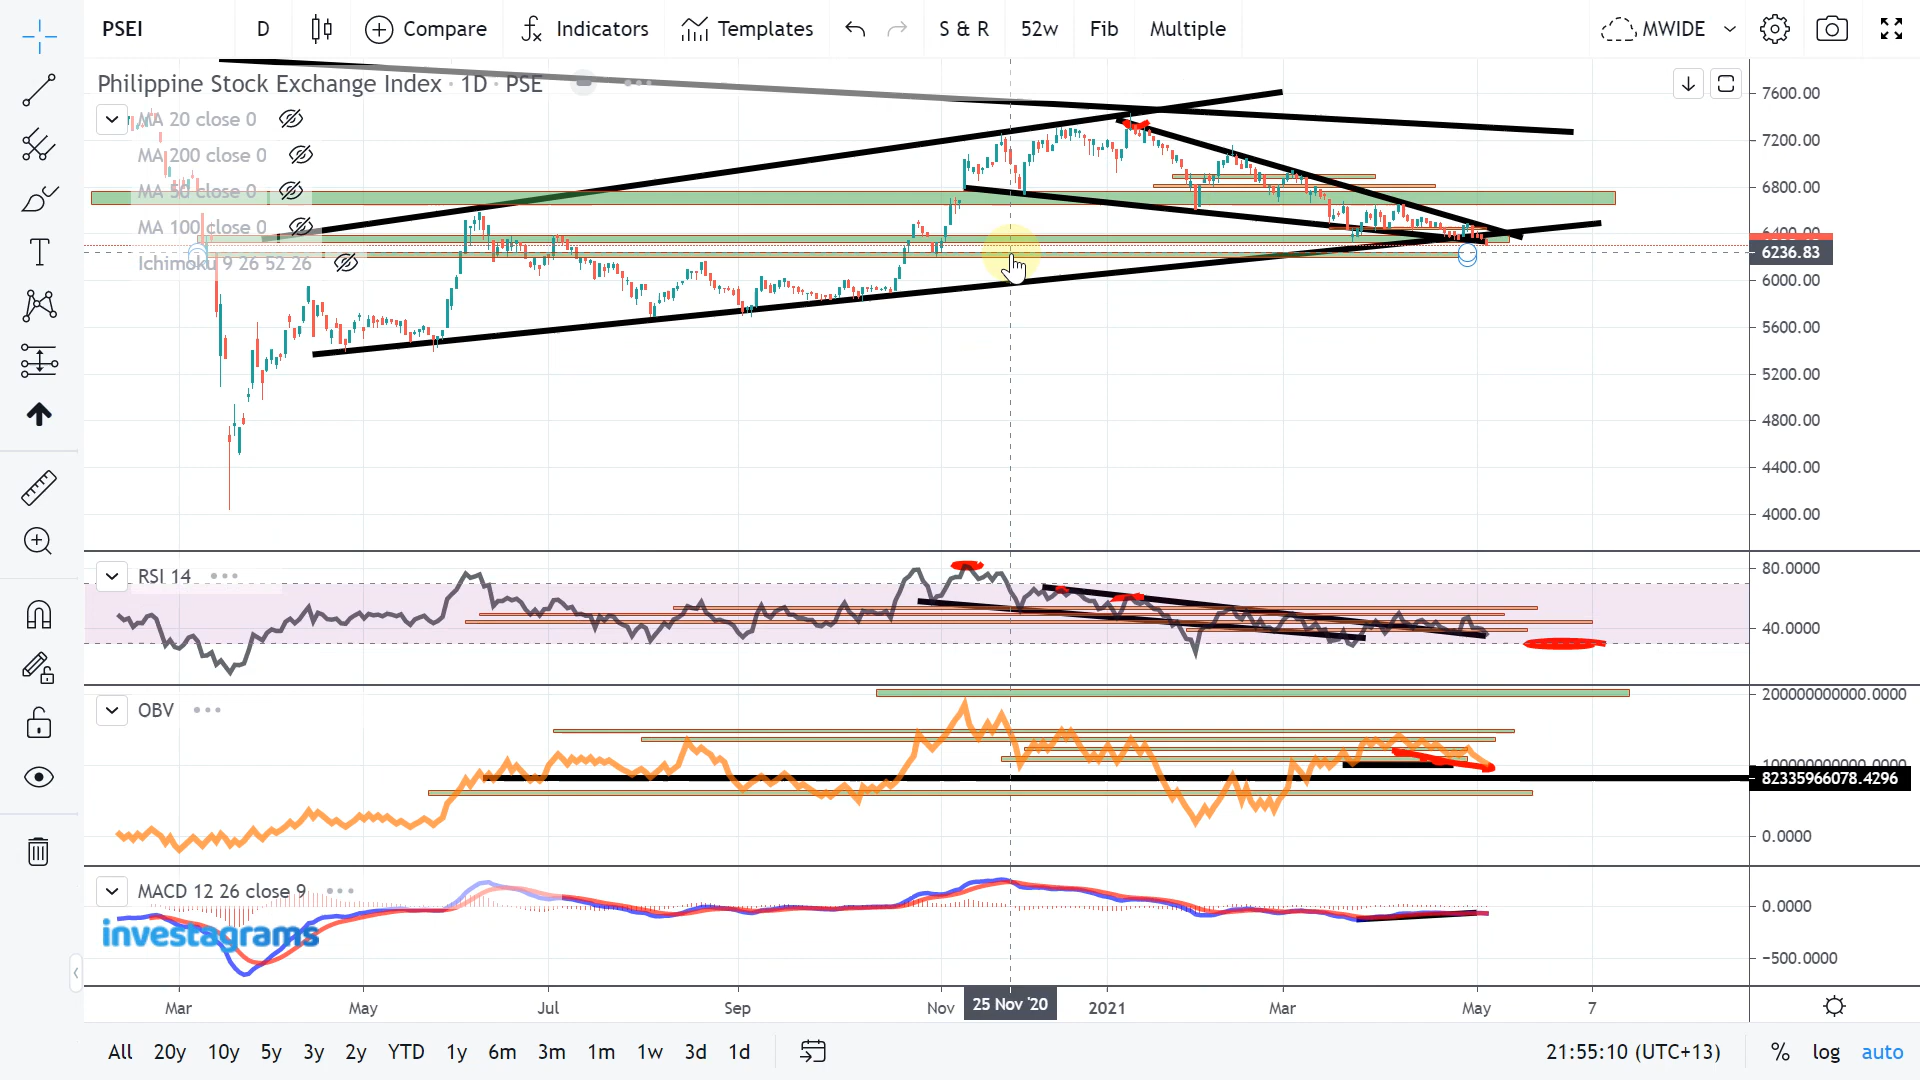 PSEI D Compare Indicators Templates S & R 52w Fib Multiple MWIDE
Philippine Stock Exchange Index · 1D · PSE
MA 20 close 0
MA 200 close 0
MA 50 close 0
MA 100 close 0
Ichimoku 9 26 52 26
7600.00
7200.00
6800.00
6400.00
6236.83
6000.00
5600.00
5200.00
4800.00
4400.00
4000.00
RSI 14
80.0000
40.0000
OBV
200000000000.0000
100000000000.0000
82335966078.4296
0.0000
MACD 12 26 close 9
0.0000
−500.0000
investagrams
Mar May Jul Sep Nov 25 Nov '20 2021 Mar May 7
All 20y 10y 5y 3y 2y YTD 1y 6m 3m 1m 1w 3d 1d 21:55:10 (UTC+13) % log auto